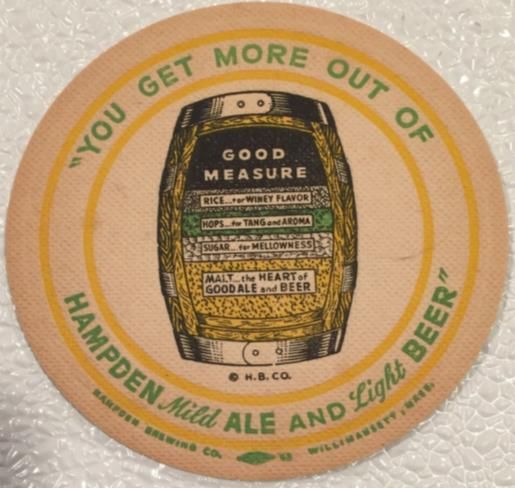 "YOU GET MORE OUT OF
GOOD
MEASURE
RICE...for WINEY FLAVOR
HOPS...for TANG and AROMA
SUGAR...for MELLOWNESS
MALT...the HEART of
GOOD ALE and BEER
© H.B. CO.
HAMPDEN Mild ALE AND Light BEER"
HAMPDEN BREWING CO. WILLIMANSETT, MASS.